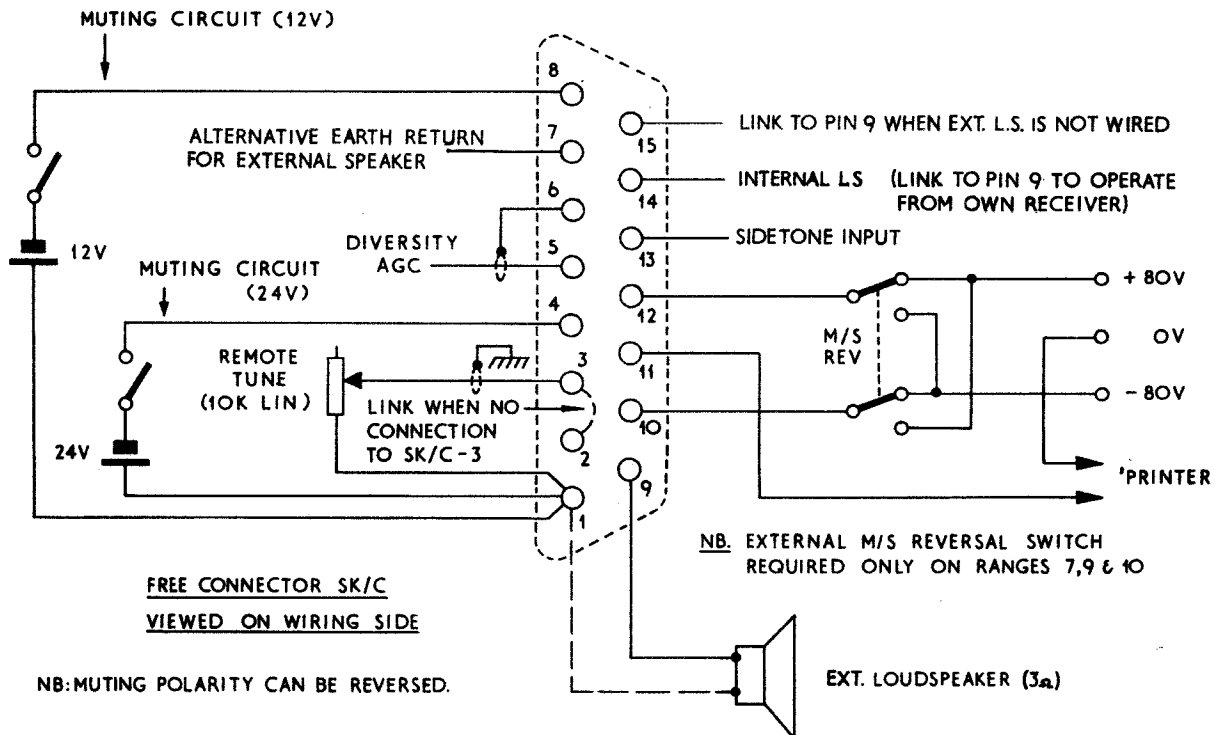 MUTING CIRCUIT (12V)
8
7
6
5
4
3
2
1
15
14
13
12
11
10
9
ALTERNATIVE EARTH RETURN
FOR EXTERNAL SPEAKER
LINK TO PIN 9 WHEN EXT. L.S. IS NOT WIRED
INTERNAL LS (LINK TO PIN 9 TO OPERATE
FROM OWN RECEIVER)
SIDETONE INPUT
DIVERSITY
AGC
12V
MUTING CIRCUIT
(24V)
REMOTE
TUNE
(10K LIN)
LINK WHEN NO
CONNECTION
TO SK/C-3
24V
M/S
REV
+80V
0V
-80V
'PRINTER
NB. EXTERNAL M/S REVERSAL SWITCH
REQUIRED ONLY ON RANGES 7,9 & 10
FREE CONNECTOR SK/C
VIEWED ON WIRING SIDE
NB: MUTING POLARITY CAN BE REVERSED.
EXT. LOUDSPEAKER (3Ω)